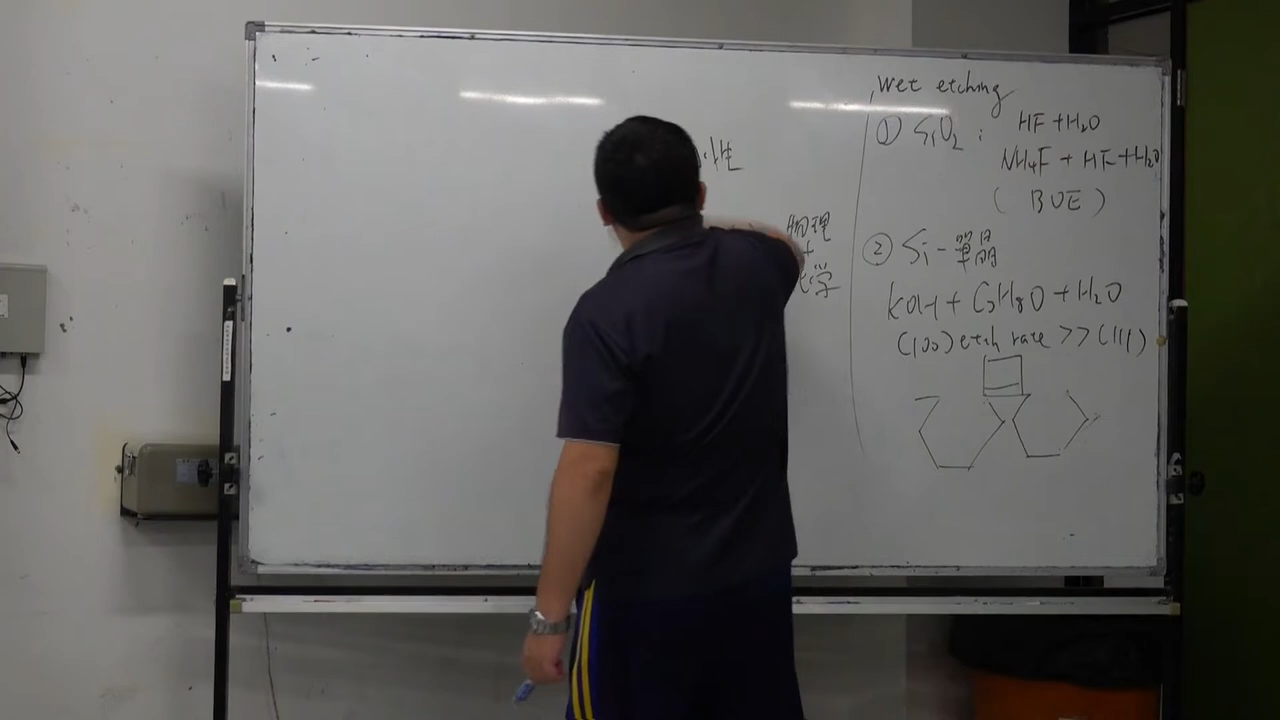 性
物理
+
化学
wet etching
① SiO₂ : HF + H₂O
NH₄F + HF + H₂O
( BOE )
② Si - 單晶
KOH + C₃H₈O + H₂O
(100) etch rate >> (111)